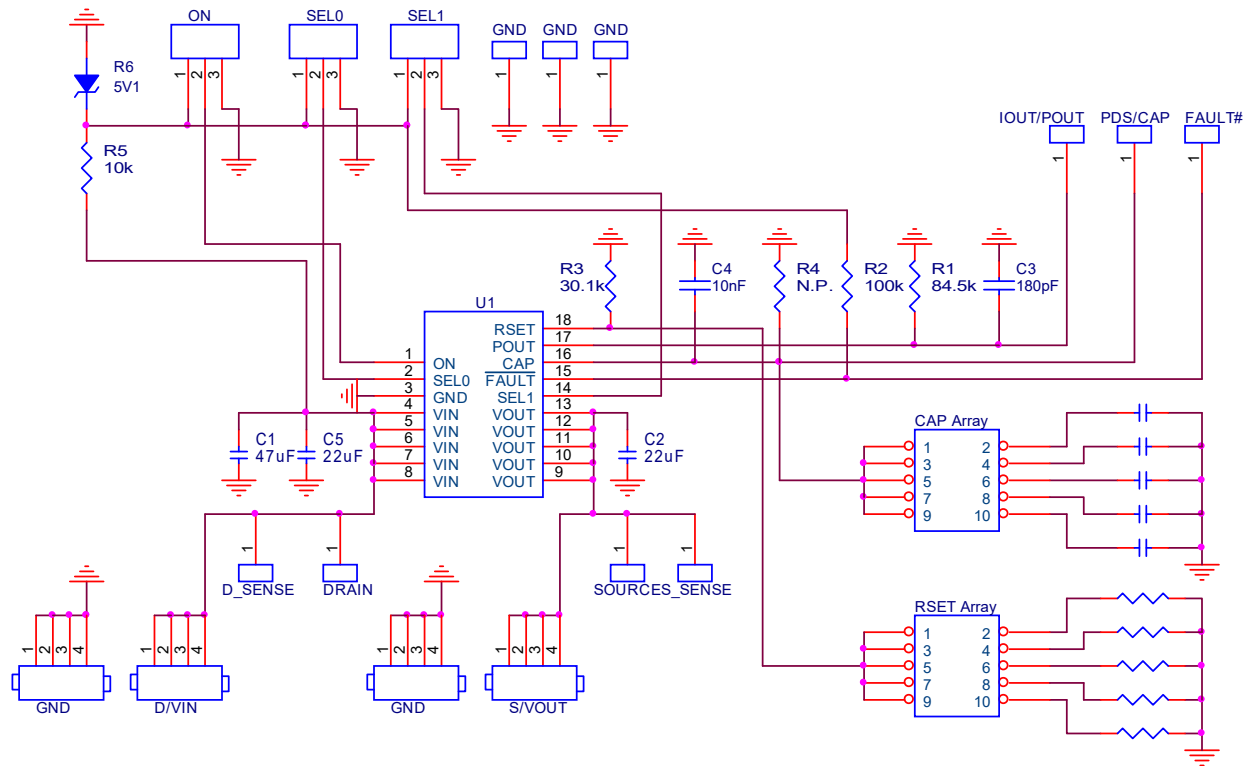 ON
SEL0
SEL1
GND
GND
GND
1
2
3
1
2
3
1
2
3
1
1
1
R6
5V1
R5
10k
IOUT/POUT
PDS/CAP
FAULT#
1
1
1
R3
30.1k
C4
10nF
R4
N.P.
R2
100k
R1
84.5k
C3
180pF
U1
RSET
18
POUT
17
1
ON
CAP
16
2
SEL0
FAULT
15
3
GND
SEL1
14
4
VIN
VOUT
13
5
VIN
VOUT
12
6
VIN
VOUT
11
7
VIN
VOUT
10
8
VIN
VOUT
9
C1
47uF
C5
22uF
C2
22uF
CAP Array
1
2
3
4
5
6
7
8
9
10
1
D_SENSE
1
DRAIN
1
1
SOURCES_SENSE
RSET Array
1
2
3
4
5
6
7
8
9
10
1
2
3
4
GND
1
2
3
4
D/VIN
1
2
3
4
GND
1
2
3
4
S/VOUT